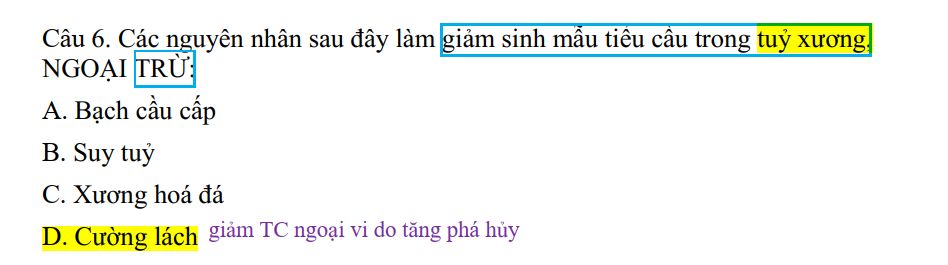 Câu 6. Các nguyên nhân sau đây làm giảm sinh mẫu tiểu cầu trong tuỷ xương,
NGOẠI TRỪ:
A. Bạch cầu cấp
B. Suy tuỷ
C. Xương hoá đá
D. Cường lách giảm TC ngoại vi do tăng phá hủy